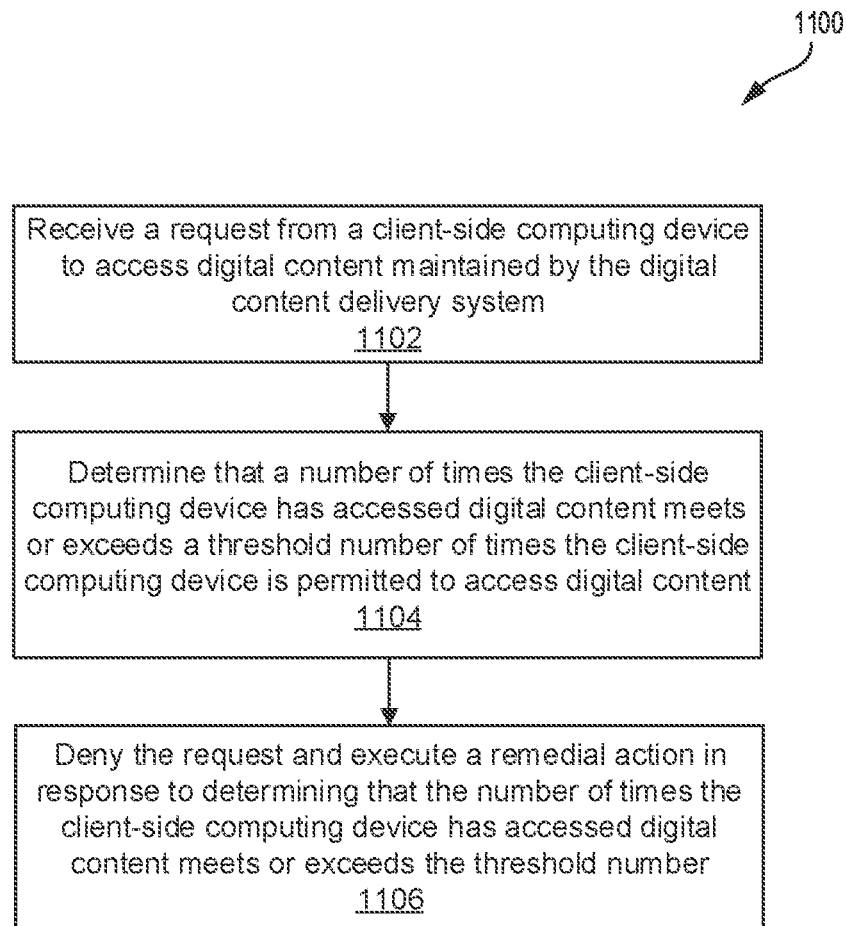 1100
Receive a request from a client-side computing device
to access digital content maintained by the digital
content delivery system
1102
Determine that a number of times the client-side
computing device has accessed digital content meets
or exceeds a threshold number of times the client-side
computing device is permitted to access digital content
1104
Deny the request and execute a remedial action in
response to determining that the number of times the
client-side computing device has accessed digital
content meets or exceeds the threshold number
1106